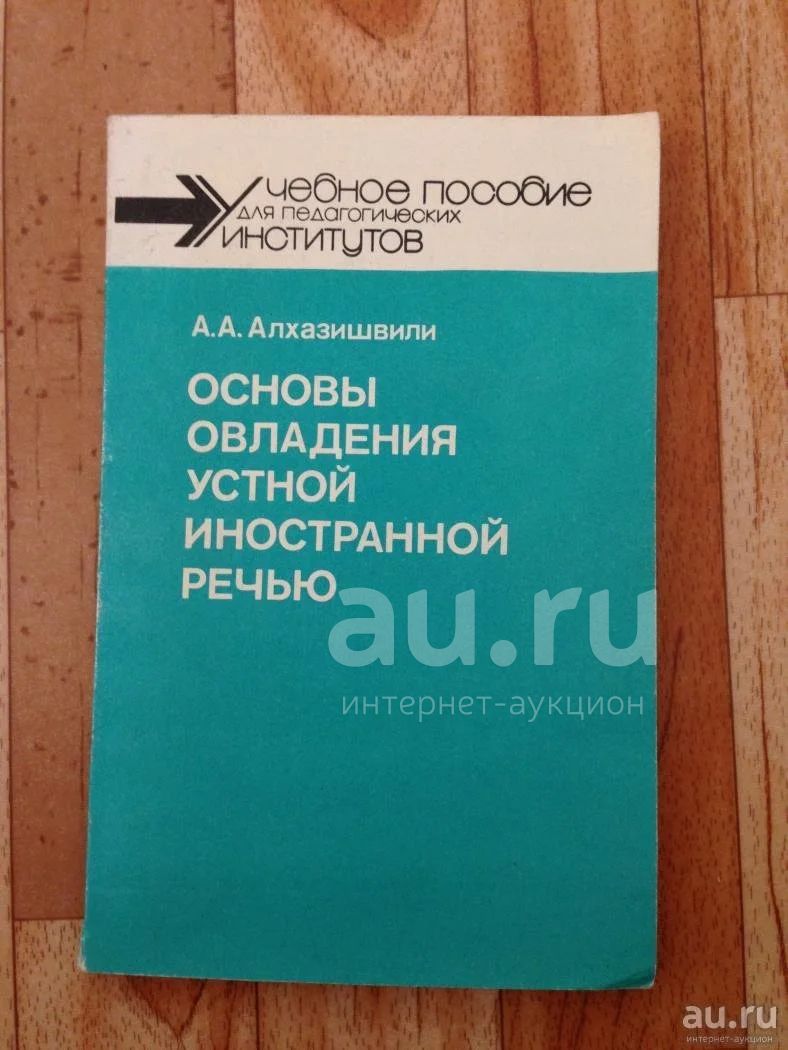 Учебное пособие
для педагогических
институтов
А.А. Алхазишвили
ОСНОВЫ
ОВЛАДЕНИЯ
УСТНОЙ
ИНОСТРАННОЙ
РЕЧЬЮ
au.ru
интернет-аукцион
au.ru
интернет-аукцион